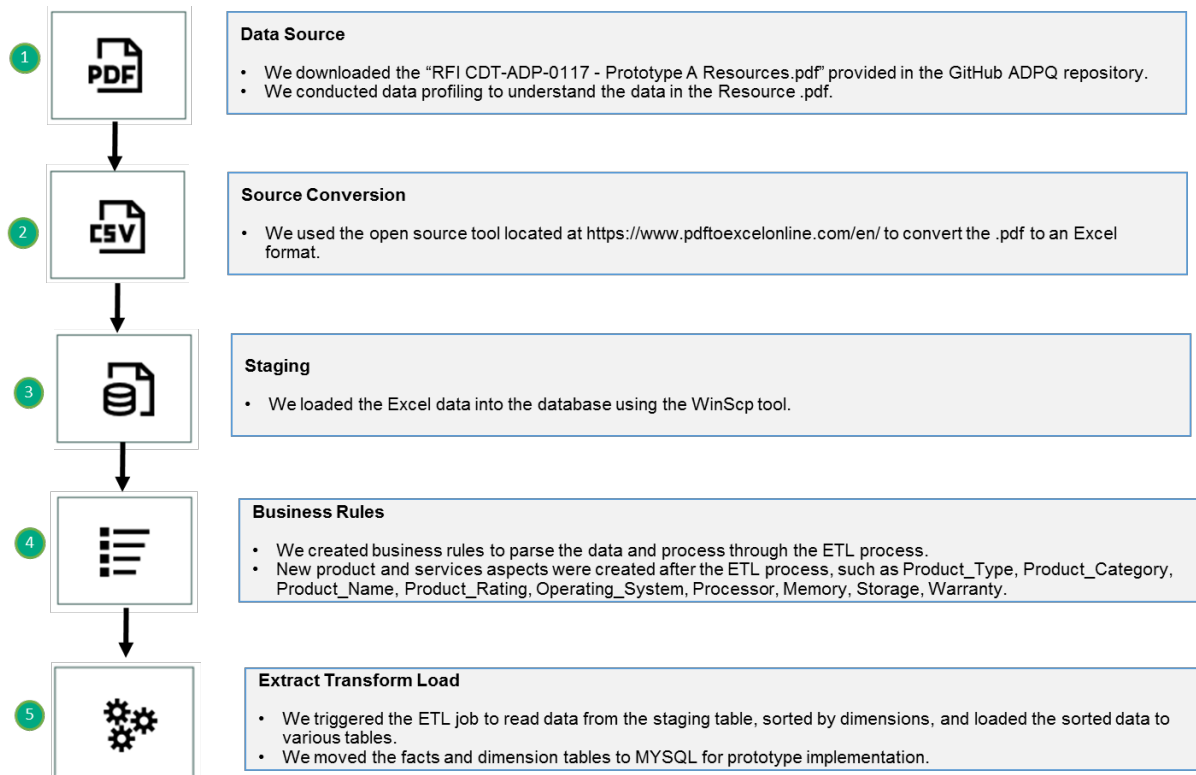 1
PDF
Data Source
• We downloaded the “RFI CDT-ADP-0117 - Prototype A Resources.pdf” provided in the GitHub ADPQ repository.
• We conducted data profiling to understand the data in the Resource .pdf.
2
CSV
Source Conversion
• We used the open source tool located at https://www.pdftoexcelonline.com/en/ to convert the .pdf to an Excel
format.
3
Staging
• We loaded the Excel data into the database using the WinScp tool.
4
Business Rules
• We created business rules to parse the data and process through the ETL process.
• New product and services aspects were created after the ETL process, such as Product_Type, Product_Category,
Product_Name, Product_Rating, Operating_System, Processor, Memory, Storage, Warranty.
5
Extract Transform Load
• We triggered the ETL job to read data from the staging table, sorted by dimensions, and loaded the sorted data to
various tables.
• We moved the facts and dimension tables to MYSQL for prototype implementation.